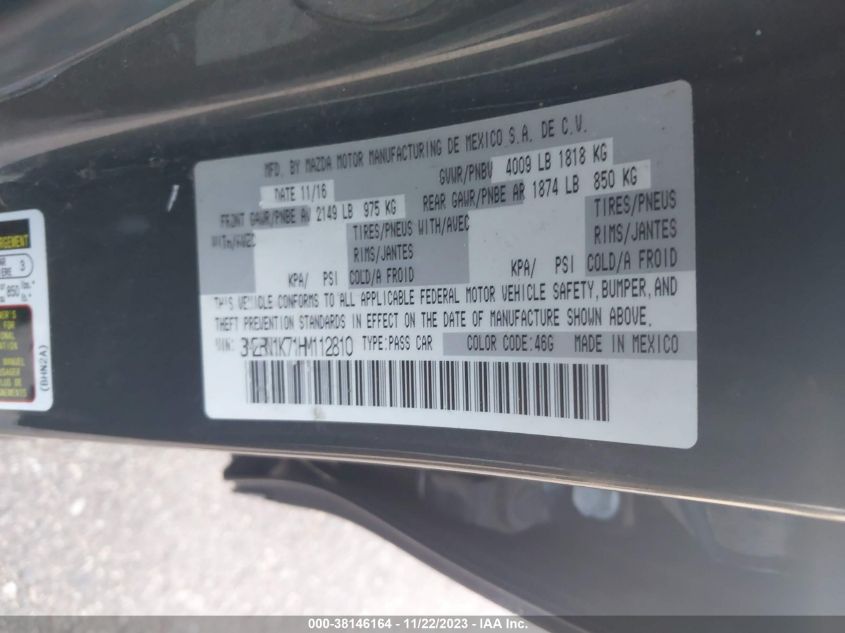 MFD. BY MAZDA MOTOR MANUFACTURING DE MEXICO S.A. DE C.V.
DATE 11/16 GVWR/PNBV 4009 LB 1818 KG
FRONT GAWR/PNBE AV 2149 LB 975 KG REAR GAWR/PNBE AR 1874 LB 850 KG
TIRES/PNEUS WITH/AVEC TIRES/PNEUS
RIMS/JANTES RIMS/JANTES
KPA/ PSI COLD/A FROID KPA/ PSI COLD/A FROID
THIS VEHICLE CONFORMS TO ALL APPLICABLE FEDERAL MOTOR VEHICLE SAFETY, BUMPER, AND
THEFT PREVENTION STANDARDS IN EFFECT ON THE DATE OF MANUFACTURE SHOWN ABOVE.
TYPE:PASS CAR COLOR CODE:46G MADE IN MEXICO
3
850
(BHN2A)
000-38146164 - 11/22/2023 - IAA Inc.